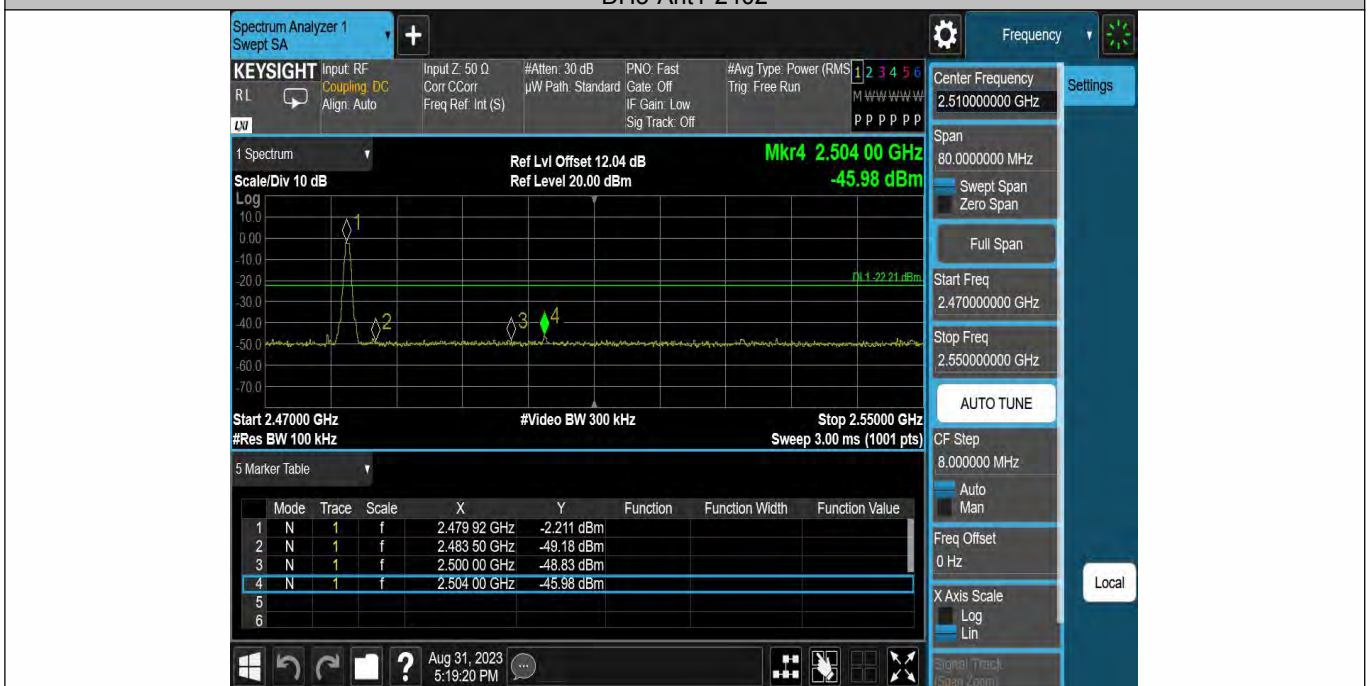 Spectrum Analyzer 1
Swept SA
Frequency
KEYSIGHT
RL
LXI
Input: RF
Coupling: DC
Align: Auto
Input Z: 50 Ω
Corr CCorr
Freq Ref: Int (S)
#Atten: 30 dB
µW Path: Standard
PNO: Fast
Gate: Off
IF Gain: Low
Sig Track: Off
#Avg Type: Power (RMS
Trig: Free Run
1 2 3 4 5 6
M W W W W W
P P P P P P
Center Frequency
2.510000000 GHz
Settings
Span
80.0000000 MHz
Swept Span
Zero Span
Full Span
Start Freq
2.470000000 GHz
Stop Freq
2.550000000 GHz
AUTO TUNE
CF Step
8.000000 MHz
Auto
Man
Freq Offset
0 Hz
X Axis Scale
Log
Lin
Signal Track
(Span Zoom)
Local
1 Spectrum
Scale/Div 10 dB
Ref Lvl Offset 12.04 dB
Ref Level 20.00 dBm
Mkr4 2.504 00 GHz
-45.98 dBm
Log
10.0
0.00
-10.0
-20.0
-30.0
-40.0
-50.0
-60.0
-70.0
1
2
3
4
DL1 -22.21 dBm
Start 2.47000 GHz
#Res BW 100 kHz
#Video BW 300 kHz
Stop 2.55000 GHz
Sweep 3.00 ms (1001 pts)
5 Marker Table
Mode Trace Scale X Y Function Function Width Function Value
1 N 1 f 2.479 92 GHz -2.211 dBm
2 N 1 f 2.483 50 GHz -49.18 dBm
3 N 1 f 2.500 00 GHz -48.83 dBm
4 N 1 f 2.504 00 GHz -45.98 dBm
5
6
?
Aug 31, 2023
5:19:20 PM